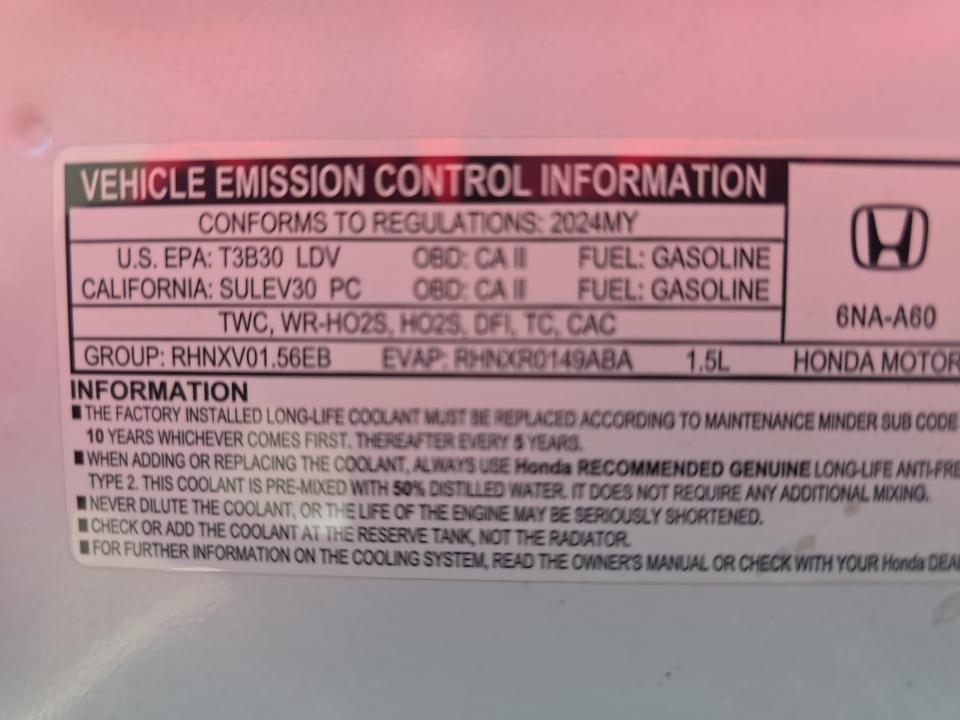 VEHICLE EMISSION CONTROL INFORMATION
CONFORMS TO REGULATIONS: 2024MY
U.S. EPA: T3B30 LDV OBD: CA II FUEL: GASOLINE
CALIFORNIA: SULEV30 PC OBD: CA II FUEL: GASOLINE
6NA-A60
TWC, WR-HO2S, HO2S, DFI, TC, CAC
GROUP: RHNXV01.56EB EVAP: RHNXR0149ABA 1.5L HONDA MOTOR
INFORMATION
■ THE FACTORY INSTALLED LONG-LIFE COOLANT MUST BE REPLACED ACCORDING TO MAINTENANCE MINDER SUB CODE
10 YEARS WHICHEVER COMES FIRST, THEREAFTER EVERY 5 YEARS.
■ WHEN ADDING OR REPLACING THE COOLANT, ALWAYS USE Honda RECOMMENDED GENUINE LONG-LIFE ANTI-FRE
TYPE 2. THIS COOLANT IS PRE-MIXED WITH 50% DISTILLED WATER. IT DOES NOT REQUIRE ANY ADDITIONAL MIXING.
■ NEVER DILUTE THE COOLANT, OR THE LIFE OF THE ENGINE MAY BE SERIOUSLY SHORTENED.
■ CHECK OR ADD THE COOLANT AT THE RESERVE TANK, NOT THE RADIATOR.
■ FOR FURTHER INFORMATION ON THE COOLING SYSTEM, READ THE OWNER'S MANUAL OR CHECK WITH YOUR Honda DEAL